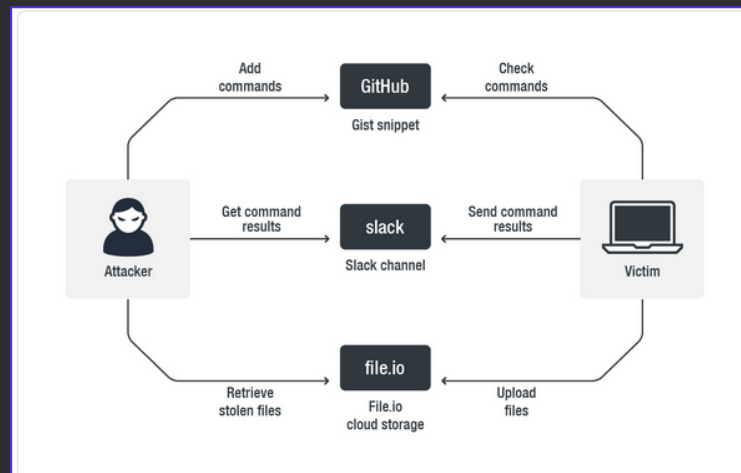 Add
commands
GitHub
Check
commands
Gist snippet
Get command
results
slack
Send command
results
Slack channel
Attacker
Victim
file.io
Retrieve
stolen files
File.io
cloud storage
Upload
files